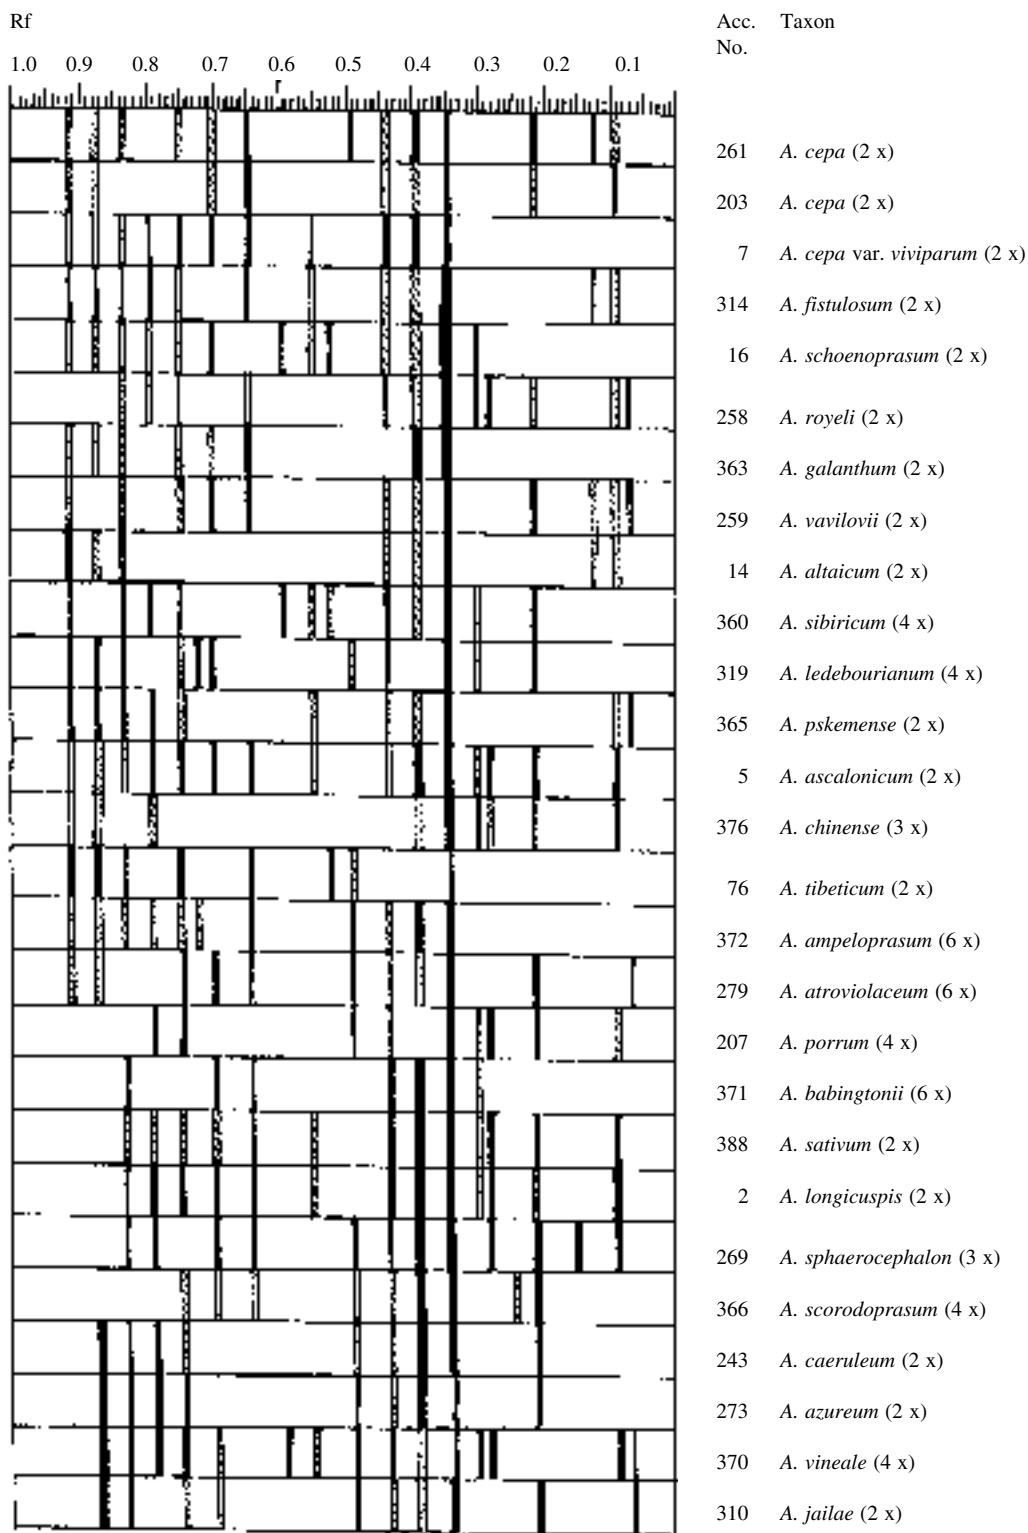 Rf Acc. Taxon
No.
1.0 0.9 0.8 0.7 0.6 0.5 0.4 0.3 0.2 0.1
261 A. cepa (2 x)
203 A. cepa (2 x)
7 A. cepa var. viviparum (2 x)
314 A. fistulosum (2 x)
16 A. schoenoprasum (2 x)
258 A. royeli (2 x)
363 A. galanthum (2 x)
259 A. vavilovii (2 x)
14 A. altaicum (2 x)
360 A. sibiricum (4 x)
319 A. ledebourianum (4 x)
365 A. pskemense (2 x)
5 A. ascalonicum (2 x)
376 A. chinense (3 x)
76 A. tibeticum (2 x)
372 A. ampeloprasum (6 x)
279 A. atroviolaceum (6 x)
207 A. porrum (4 x)
371 A. babingtonii (6 x)
388 A. sativum (2 x)
2 A. longicuspis (2 x)
269 A. sphaerocephalon (3 x)
366 A. scorodoprasum (4 x)
243 A. caeruleum (2 x)
273 A. azureum (2 x)
370 A. vineale (4 x)
310 A. jailae (2 x)